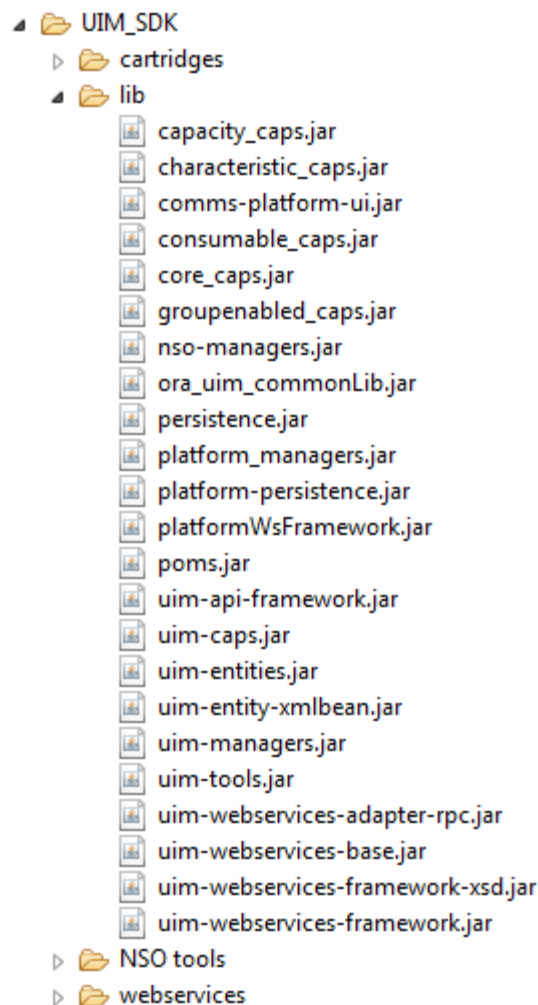 UIM_SDK
cartridges
lib
capacity_caps.jar
characteristic_caps.jar
comms-platform-ui.jar
consumable_caps.jar
core_caps.jar
groupenabled_caps.jar
nso-managers.jar
ora_uim_commonLib.jar
persistence.jar
platform_managers.jar
platform-persistence.jar
platformWsFramework.jar
poms.jar
uim-api-framework.jar
uim-caps.jar
uim-entities.jar
uim-entity-xmlbean.jar
uim-managers.jar
uim-tools.jar
uim-webservices-adapter-rpc.jar
uim-webservices-base.jar
uim-webservices-framework-xsd.jar
uim-webservices-framework.jar
NSO tools
webservices